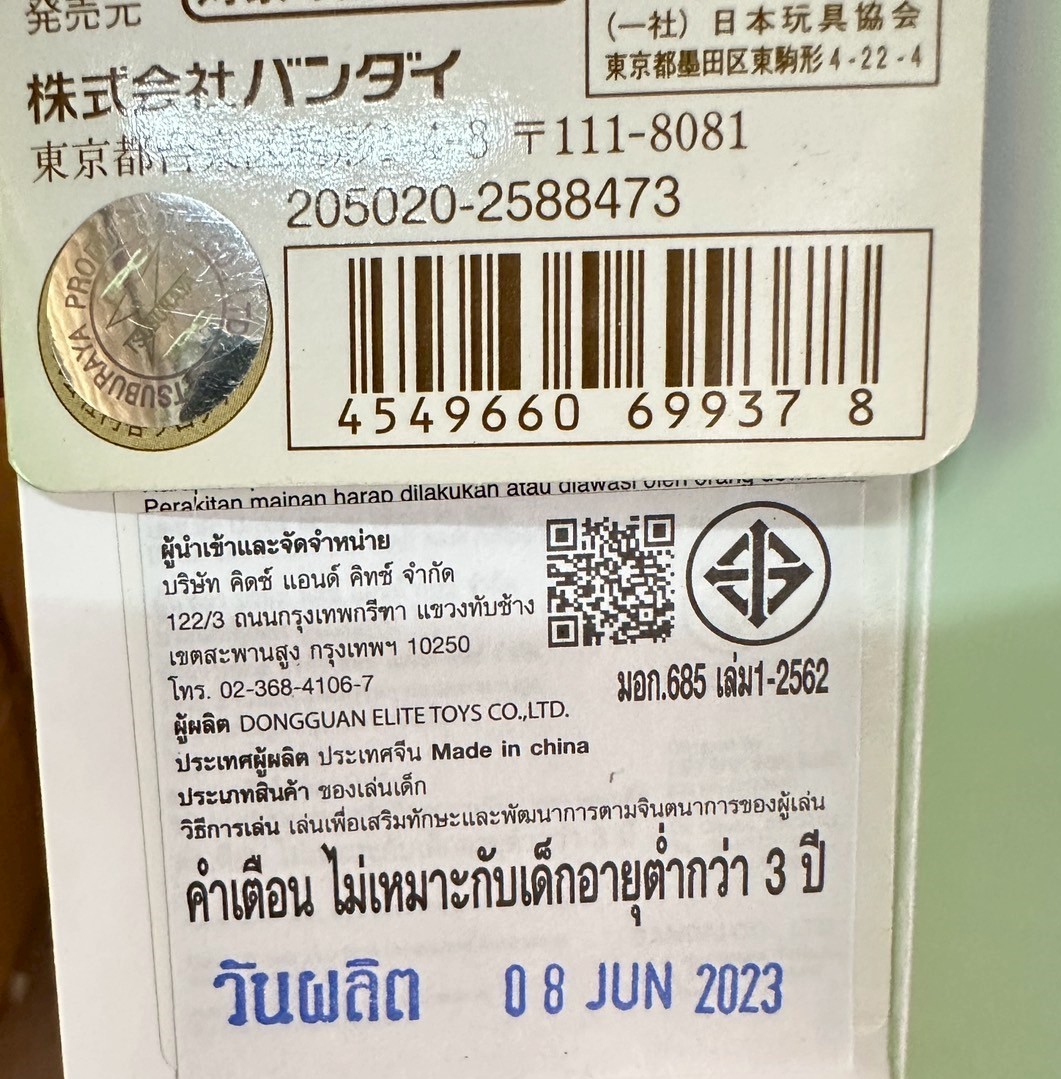 発売元
(一社) 日本玩具協会
東京都墨田区東駒形4-22-4
株式会社バンダイ
東京都 4-8 〒111-8081
205020-2588473
TSUBURAYA
4549660 69937 8
Perakitan mainan harap dilakukan atau diawasi oleh orang
ผู้นำเข้าและจัดจำหน่าย
บริษัท คิดซ์ แอนด์ คิทซ์ จำกัด
122/3 ถนนกรุงเทพกรีฑา แขวงทับช้าง
เขตสะพานสูง กรุงเทพฯ 10250
โทร. 02-368-4106-7
มอก.685 เล่ม1-2562
ผู้ผลิต DONGGUAN ELITE TOYS CO.,LTD.
ประเทศผู้ผลิต ประเทศจีน Made in china
ประเภทสินค้า ของเล่นเด็ก
วิธีการเล่น เล่นเพื่อเสริมทักษะและพัฒนาการตามจินตนาการของผู้เล่น
คำเตือน ไม่เหมาะกับเด็กอายุต่ำกว่า 3 ปี
วันผลิต 08 JUN 2023